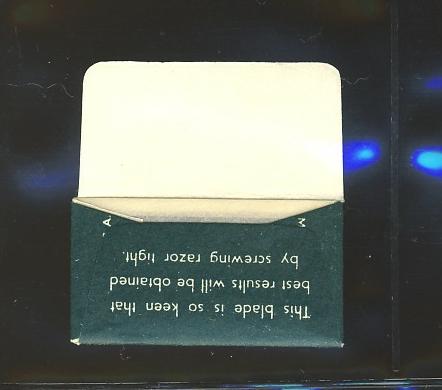 This blade is so keen that
best results will be obtained
by screwing razor tight.
M A.